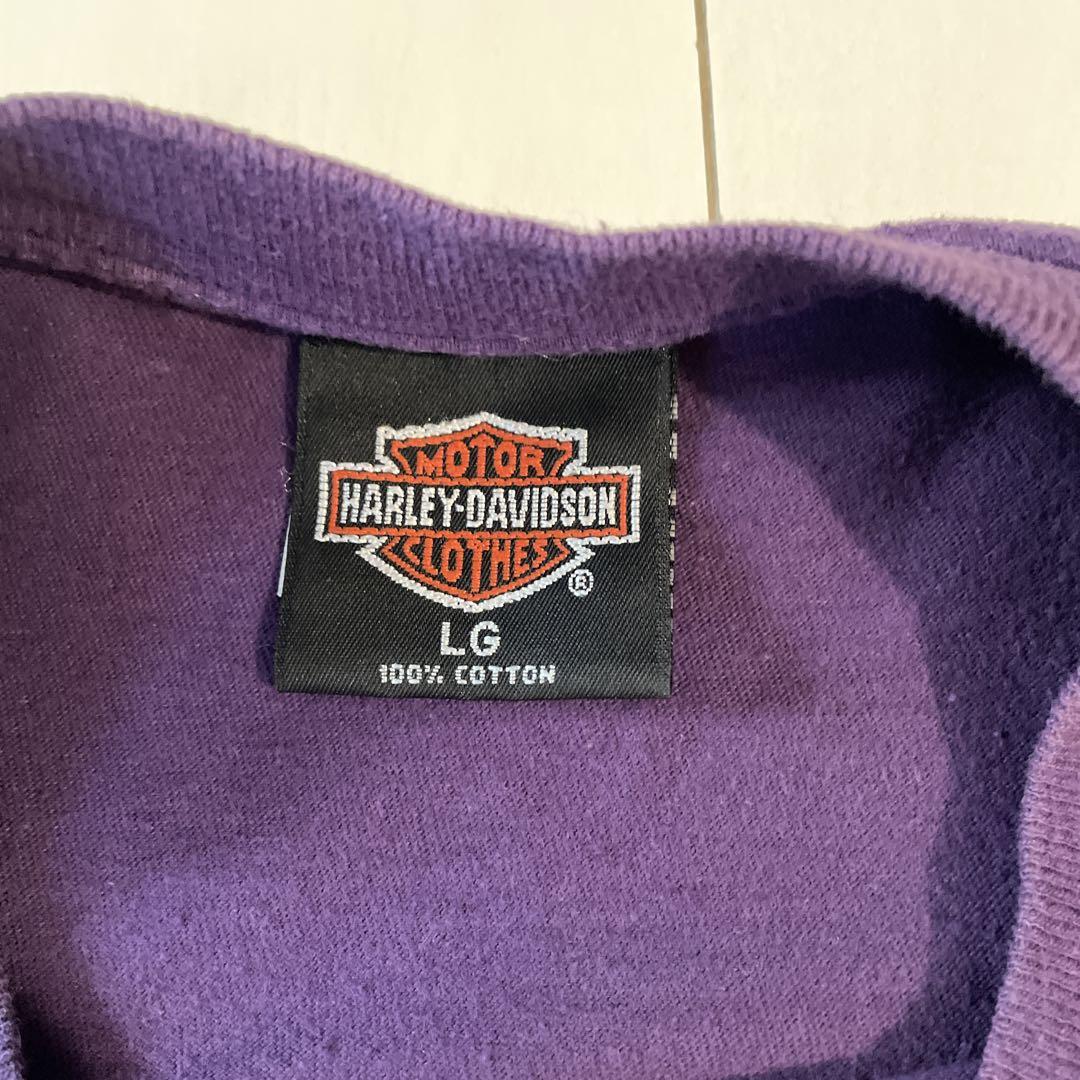 MOTOR
HARLEY-DAVIDSON
CLOTHES
®
LG
100% COTTON